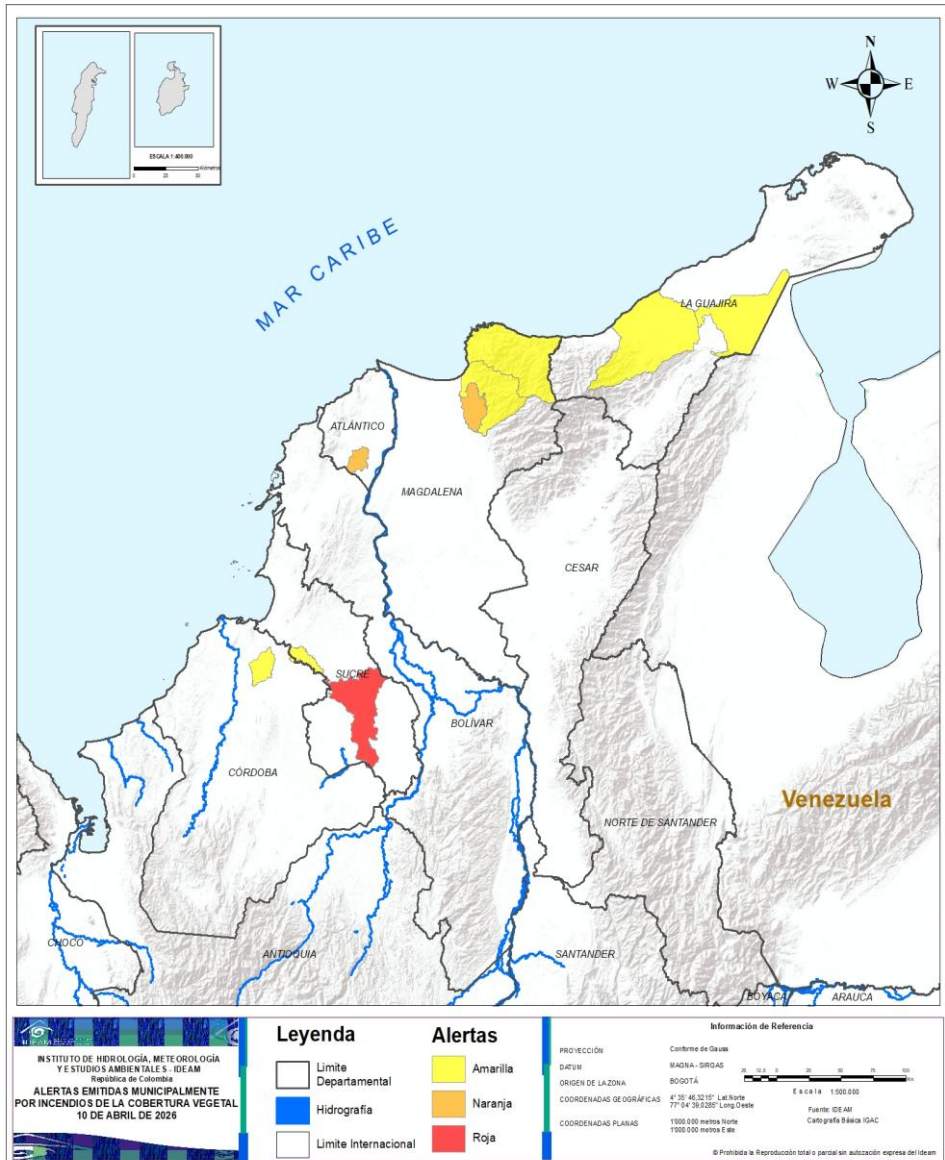 N
W E
S
ESCALA 1:400.000
Kilómetros
MAR CARIBE
LA GUAJIRA
ATLÁNTICO
MAGDALENA
CESAR
SUCRE
BOLÍVAR
CÓRDOBA
NORTE DE SANTANDER
Venezuela
CHOCO
ANTIOQUIA
SANTANDER
BOYACÁ
ARAUCA
IDEAM
INSTITUTO DE HIDROLOGÍA, METEOROLOGÍA
Y ESTUDIOS AMBIENTALES - IDEAM
República de Colombia
ALERTAS EMITIDAS MUNICIPALMENTE
POR INCENDIOS DE LA COBERTURA VEGETAL
10 DE ABRIL DE 2026
Leyenda
Limite
Departamental
Hidrografía
Limite Internacional
Alertas
Amarilla
Naranja
Roja
Información de Referencia
PROYECCIÓN Conforme de Gauss
DATUM MAGNA - SIRGAS
ORIGEN DE LA ZONA BOGOTÁ
COORDENADAS GEOGRÁFICAS 4° 35' 46,3215" Lat.Norte
77° 04' 39,0285" Long.Oeste
COORDENADAS PLANAS 1'000.000 metros Norte
1'000.000 metros Este
Escala 1:500.000
Fuente: IDEAM
Cartografía Básica IGAC
© Prohibida la Reproducción total o parcial sin autorización expresa del Ideam